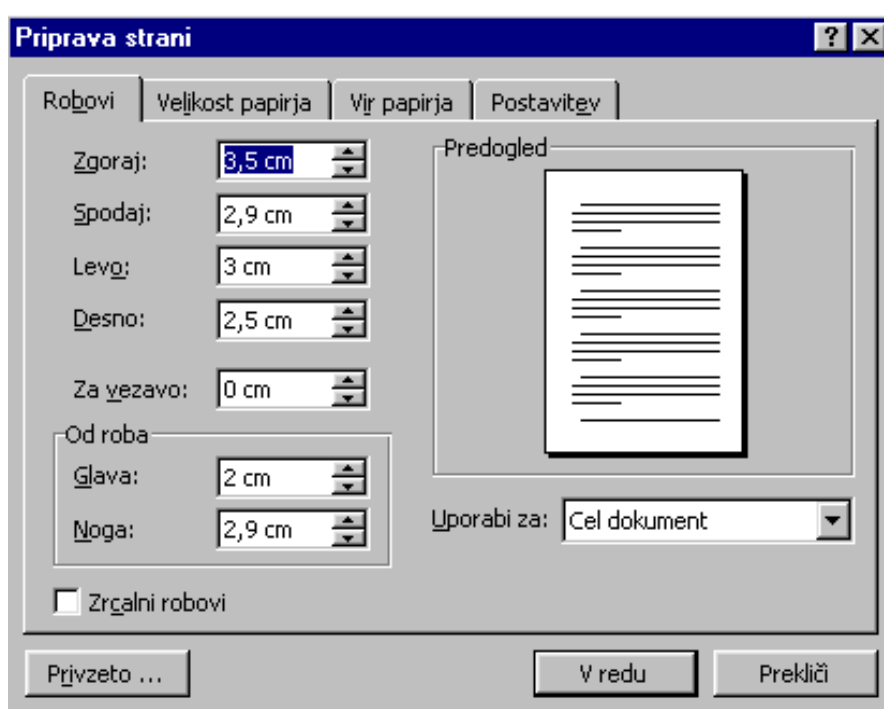 Priprava strani
Robovi Velikost papirja Vir papirja Postavitev
Zgoraj: 3,5 cm
Spodaj: 2,9 cm
Levo: 3 cm
Desno: 2,5 cm
Za vezavo: 0 cm
Od roba
Glava: 2 cm
Noga: 2,9 cm
Zrcalni robovi
Predogled
Uporabi za: Cel dokument
Privzeto ... V redu Prekliči